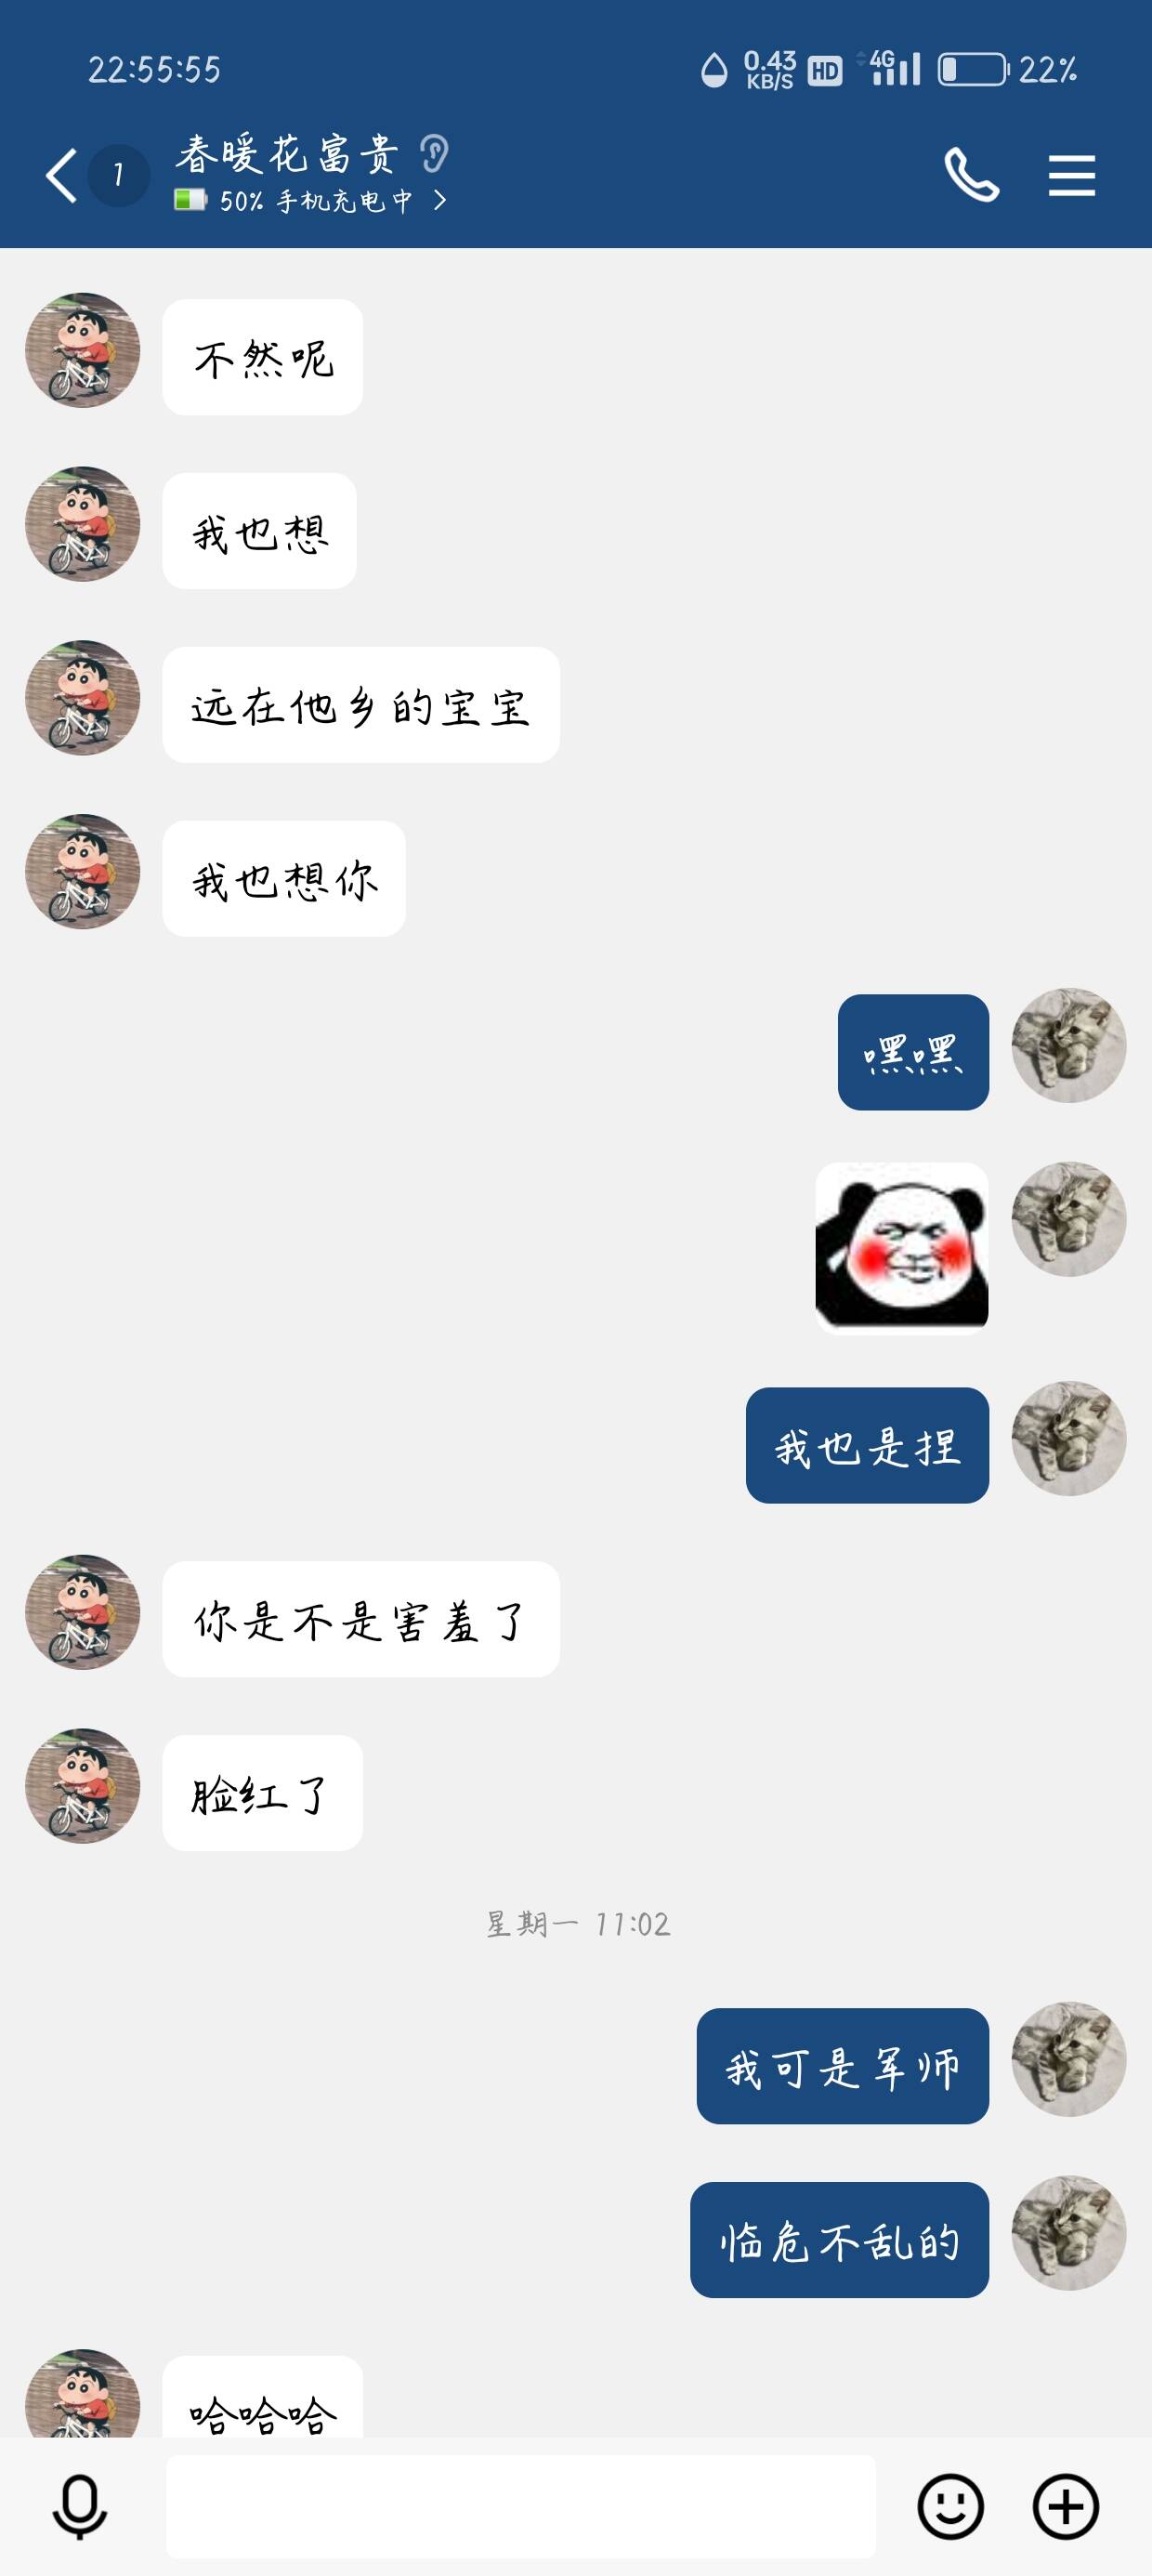 22:55:55 0.43 KB/S HD 4G 22%
1 春暖花富贵
50% 手机充电中
不然呢
我也想
远在他乡的宝宝
我也想你
嘿嘿
我也是捏
你是不是害羞了
脸红了
星期一 11:02
我可是军师
临危不乱的
哈哈哈